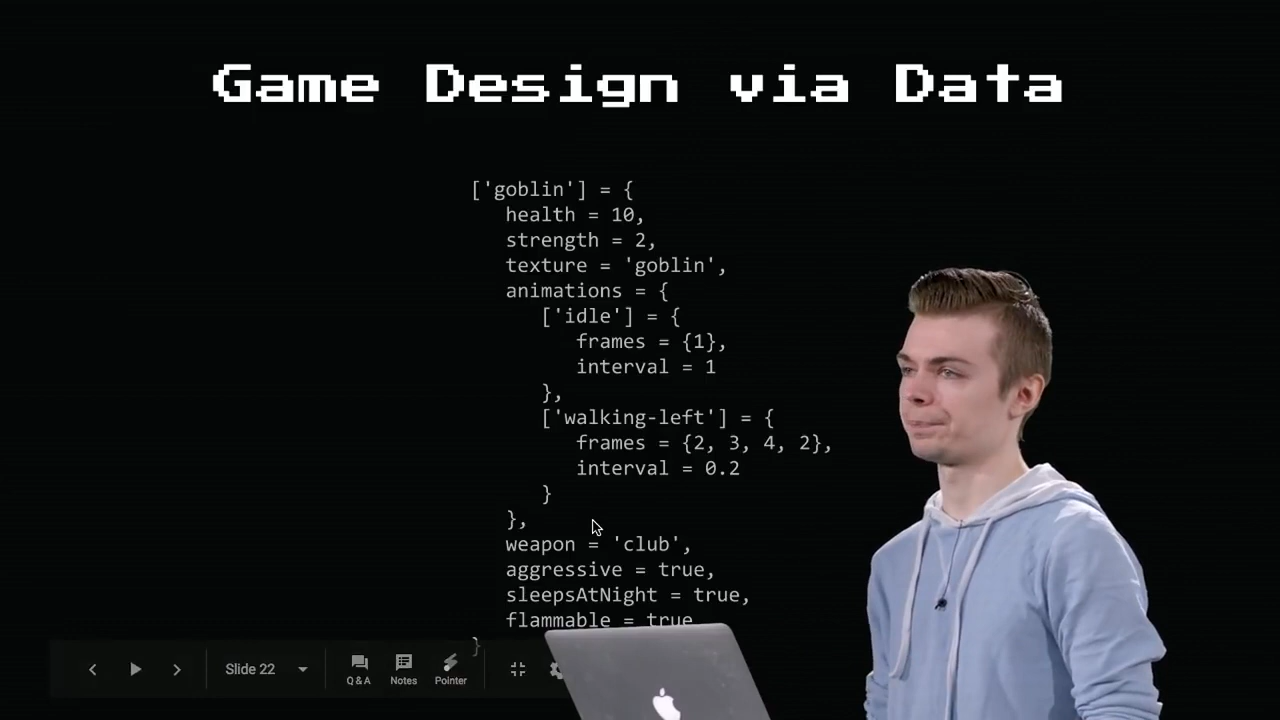 Game Design via Data
['goblin'] = {
health = 10,
strength = 2,
texture = 'goblin',
animations = {
['idle'] = {
frames = {1},
interval = 1
},
['walking-left'] = {
frames = {2, 3, 4, 2},
interval = 0.2
}
},
weapon = 'club',
aggressive = true,
sleepsAtNight = true,
flammable = true
}
Slide 22
Q & A
Notes
Pointer